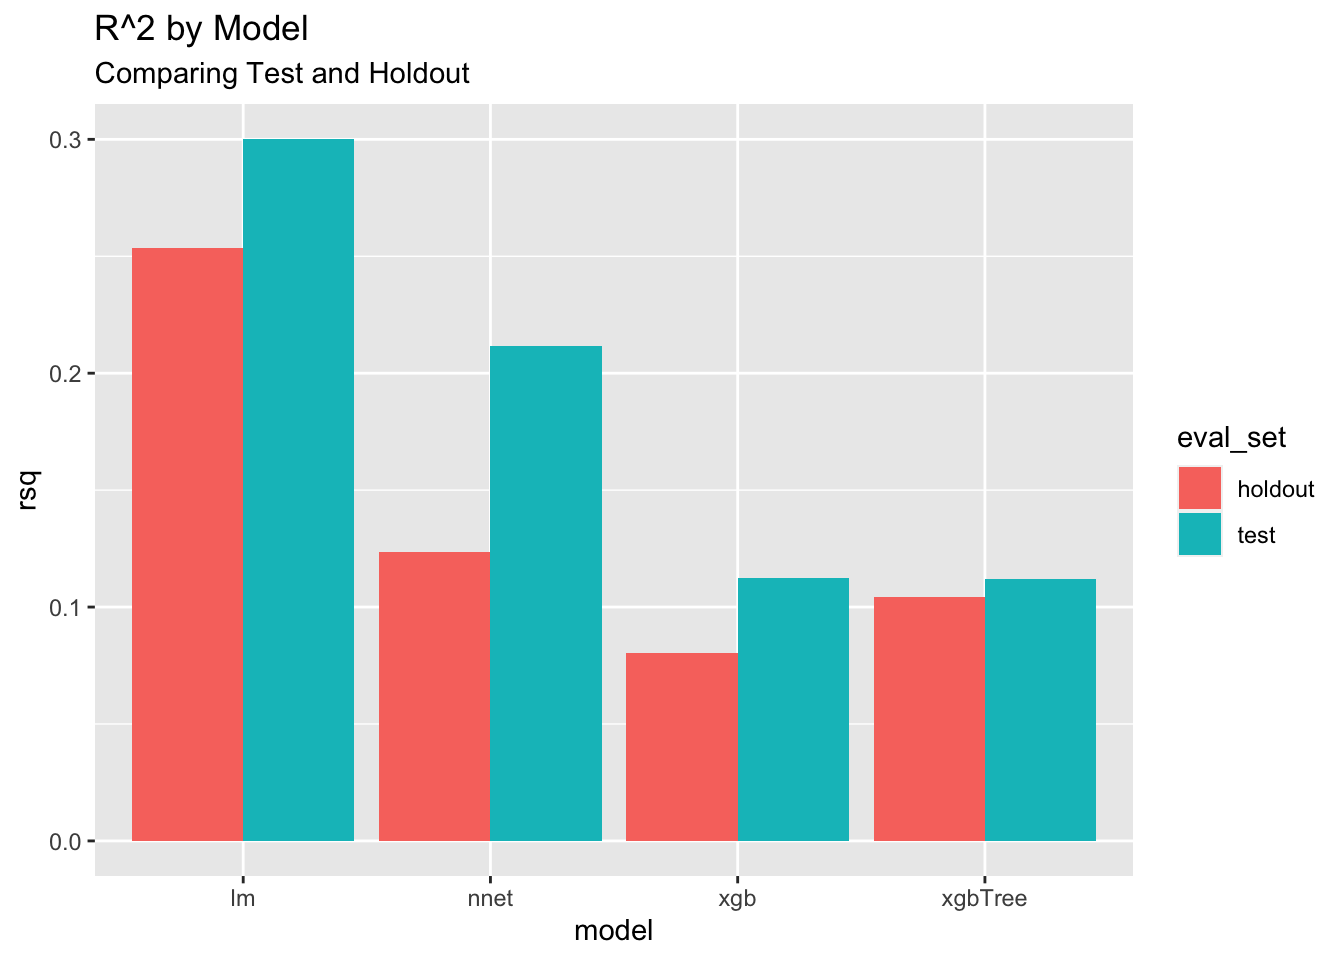 R^2 by Model
Comparing Test and Holdout
0.3
0.2
0.1
0.0
rsq
lm
nnet
xgb
xgbTree
model
eval_set
holdout
test